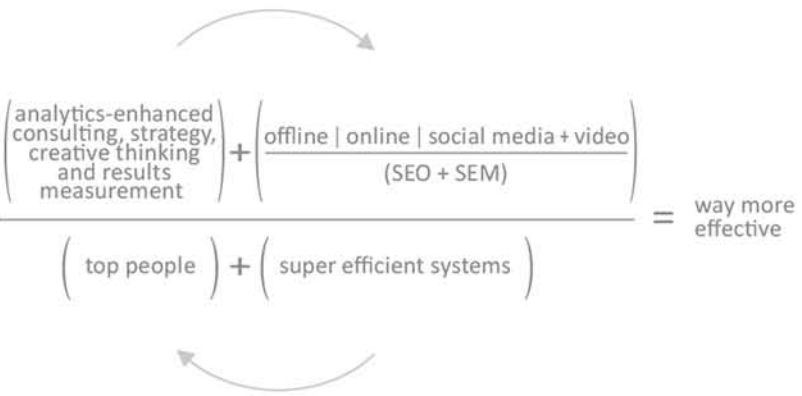 analytics-enhanced
consulting, strategy,
creative thinking
and results
measurement
+
offline | online | social media + video
(SEO + SEM)
( top people ) + ( super efficient systems )
= way more
effective